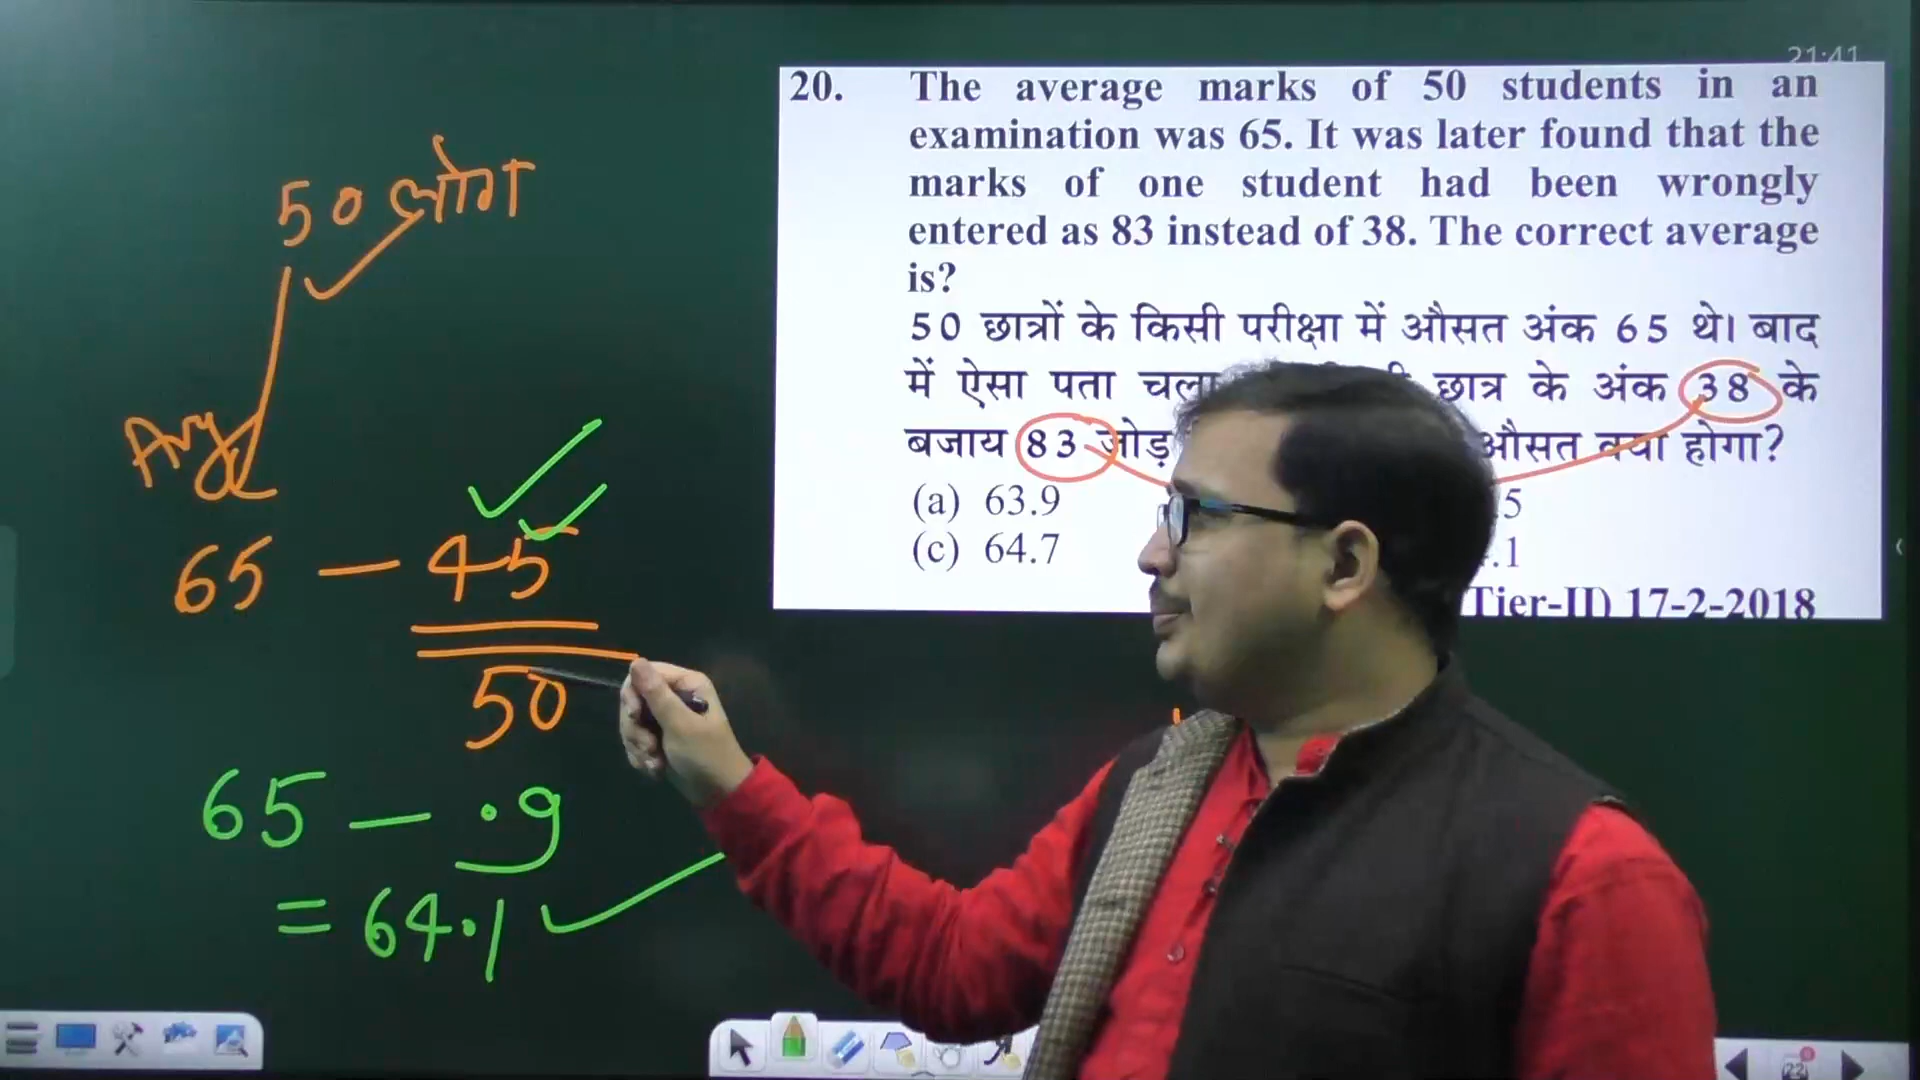 21:41
20. The average marks of 50 students in an
examination was 65. It was later found that the
marks of one student had been wrongly
entered as 83 instead of 38. The correct average
is?
50 छात्रों के किसी परीक्षा में औसत अंक 65 थे। बाद
में ऐसा पता चला छात्र के अंक 38 के
बजाय 83 जोड़ औसत क्या होगा?
(a) 63.9 5
(c) 64.7 .1
Tier-II) 17-2-2018
50 लोग
Avg
65 — 45
50
65 — .9
= 64.1
22